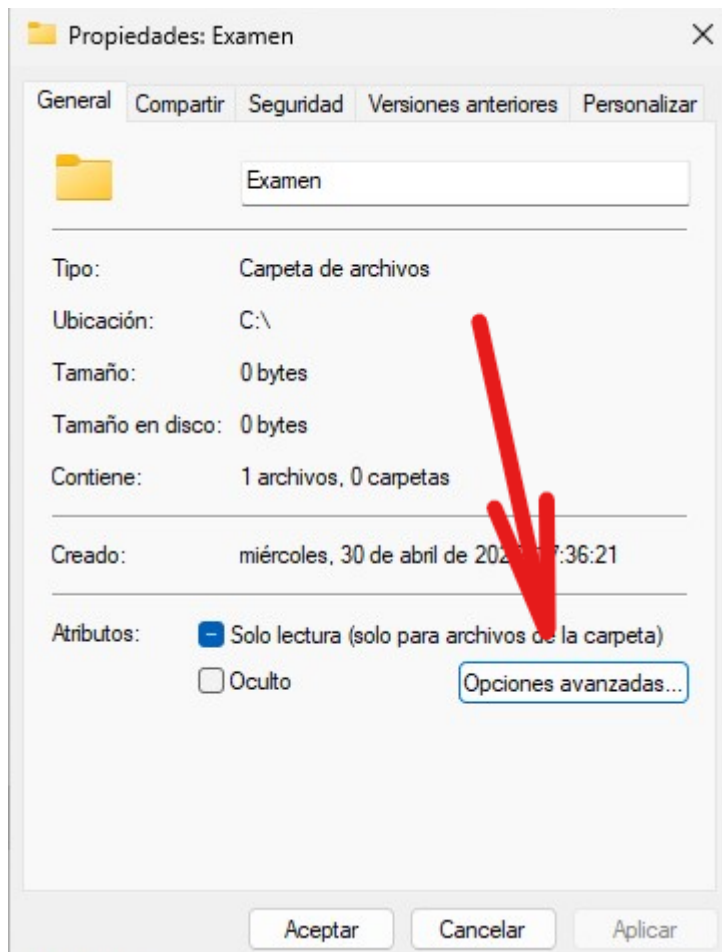 Propiedades: Examen
General Compartir Seguridad Versiones anteriores Personalizar
Examen
Tipo: Carpeta de archivos
Ubicación: C:\
Tamaño: 0 bytes
Tamaño en disco: 0 bytes
Contiene: 1 archivos, 0 carpetas
Creado: miércoles, 30 de abril de :36:21
Atributos: Solo lectura (solo para archivos de la carpeta)
Oculto Opciones avanzadas...
Aceptar Cancelar Aplicar